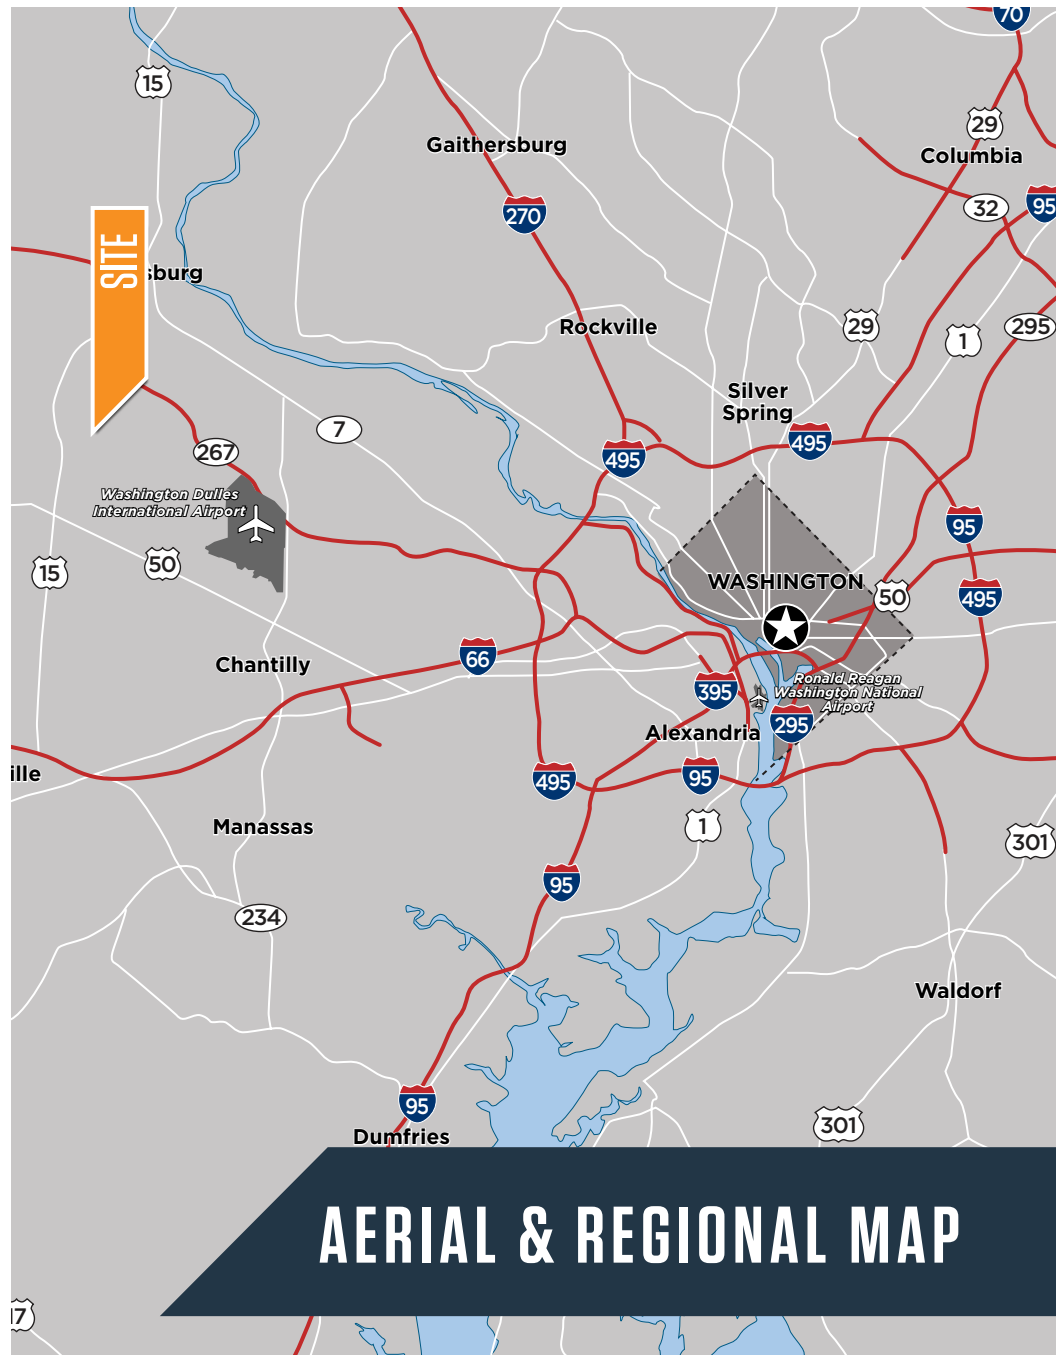 70
15
29
Gaithersburg
Columbia
270
32
95
SITE
sburg
Rockville
29
1
295
Silver
Spring
7
267
495
495
Washington Dulles
International Airport
95
15
50
WASHINGTON
50
495
Chantilly
66
395
Ronald Reagan
Washington National
Airport
Alexandria
295
ille
495
95
Manassas
1
301
95
234
Waldorf
95
301
Dumfries
AERIAL & REGIONAL MAP
17